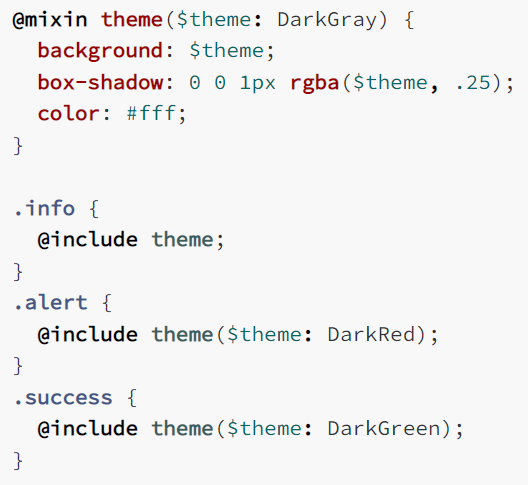 @mixin theme($theme: DarkGray) {
  background: $theme;
  box-shadow: 0 0 1px rgba($theme, .25);
  color: #fff;
}

.info {
  @include theme;
}
.alert {
  @include theme($theme: DarkRed);
}
.success {
  @include theme($theme: DarkGreen);
}